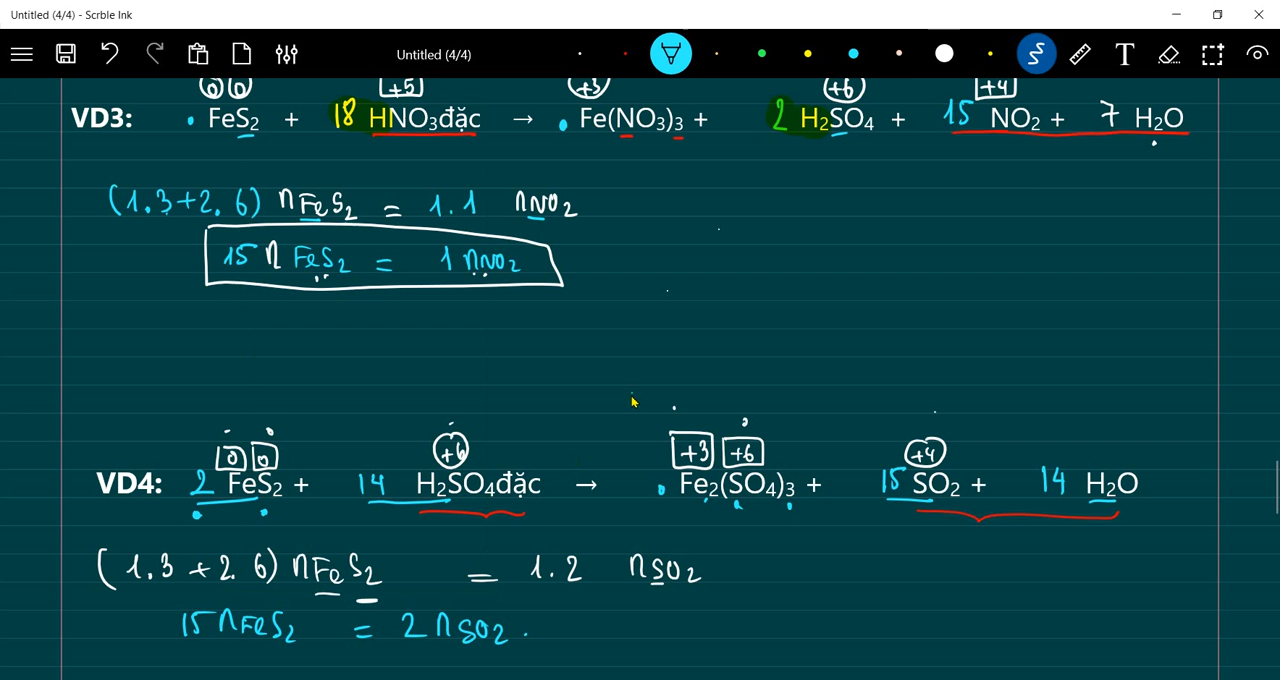 Untitled (4/4) - Scrble Ink
Untitled (4/4)
T
0 0 +5 +3 +6 +4
VD3: FeS2 + 18 HNO3đặc → Fe(NO3)3 + 2 H2SO4 + 15 NO2 + 7 H2O
(1.3+2.6) nFeS2 = 1.1 nNO2
15 n FeS2 = 1 nNO2
0 0 +6 +3 +6 +4
VD4: 2 FeS2 + 14 H2SO4đặc → Fe2(SO4)3 + 15 SO2 + 14 H2O
(1.3 + 2.6) nFeS2 = 1.2 nSO2
15 nFeS2 = 2 nSO2.